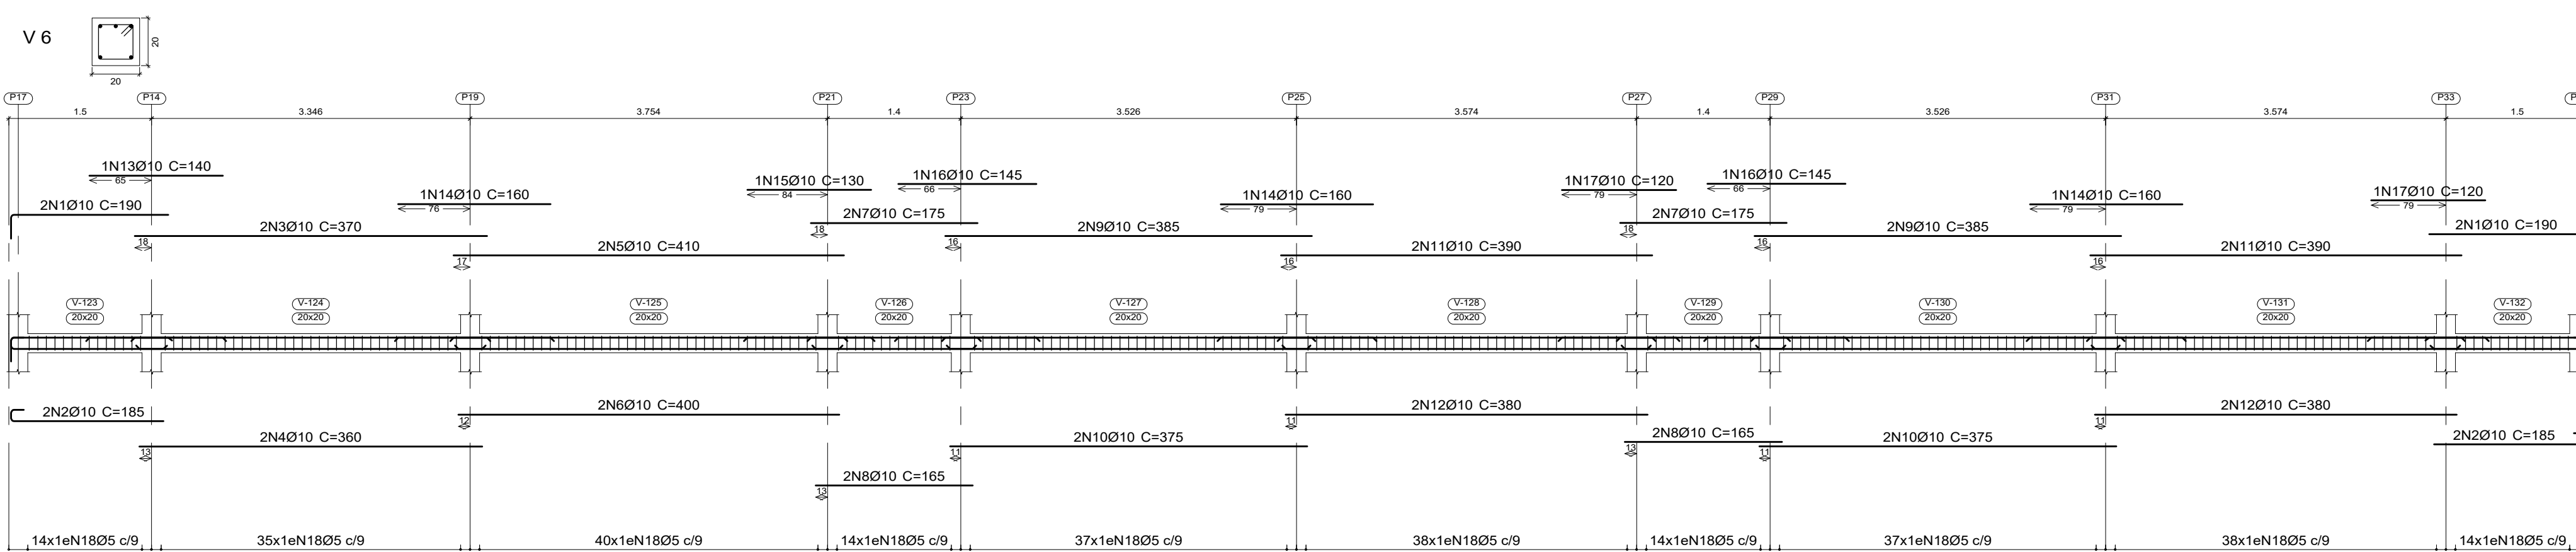 V 6
20
20
P17 P14 P19 P21 P23 P25 P27 P29 P31 P33
1.5 3.346 3.754 1.4 3.526 3.574 1.4 3.526 3.574 1.5
1N13Ø10 C=140
65
1N14Ø10 C=160
76
1N15Ø10 C=130
84
1N16Ø10 C=145
66
1N14Ø10 C=160
79
1N17Ø10 C=120
79
1N16Ø10 C=145
66
1N14Ø10 C=160
79
1N17Ø10 C=120
79
2N1Ø10 C=190
2N3Ø10 C=370
18
2N5Ø10 C=410
17
2N7Ø10 C=175
18
2N9Ø10 C=385
16
2N11Ø10 C=390
16
2N7Ø10 C=175
18
2N9Ø10 C=385
16
2N11Ø10 C=390
16
2N1Ø10 C=190
V-123 V-124 V-125 V-126 V-127 V-128 V-129 V-130 V-131 V-132
20x20 20x20 20x20 20x20 20x20 20x20 20x20 20x20 20x20 20x20
2N2Ø10 C=185
2N4Ø10 C=360
13
2N6Ø10 C=400
12
2N8Ø10 C=165
13
2N10Ø10 C=375
11
2N12Ø10 C=380
11
2N8Ø10 C=165
13
2N10Ø10 C=375
11
2N12Ø10 C=380
11
2N2Ø10 C=185
14x1eN18Ø5 c/9 35x1eN18Ø5 c/9 40x1eN18Ø5 c/9 14x1eN18Ø5 c/9 37x1eN18Ø5 c/9 38x1eN18Ø5 c/9 14x1eN18Ø5 c/9 37x1eN18Ø5 c/9 38x1eN18Ø5 c/9 14x1eN18Ø5 c/9